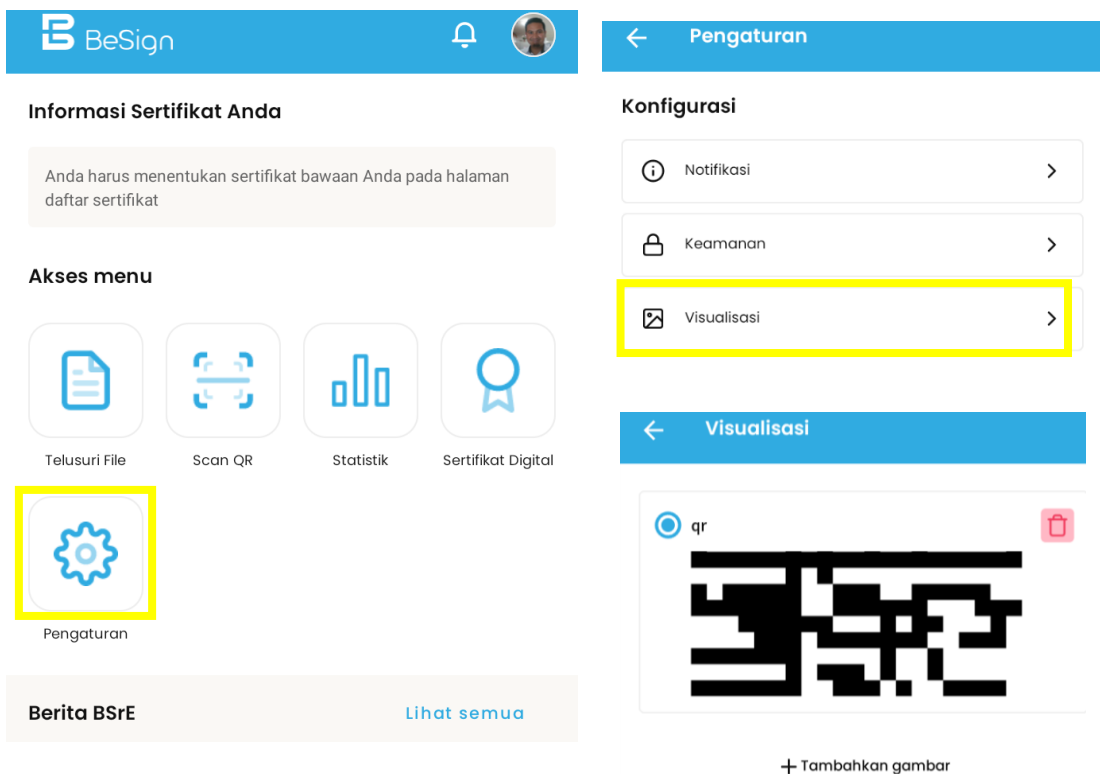 BeSign
Informasi Sertifikat Anda
Anda harus menentukan sertifikat bawaan Anda pada halaman
daftar sertifikat
Akses menu
Telusuri File
Scan QR
Statistik
Sertifikat Digital
Pengaturan
Berita BSrE
Lihat semua
Pengaturan
Konfigurasi
Notifikasi
Keamanan
Visualisasi
Visualisasi
qr
+ Tambahkan gambar